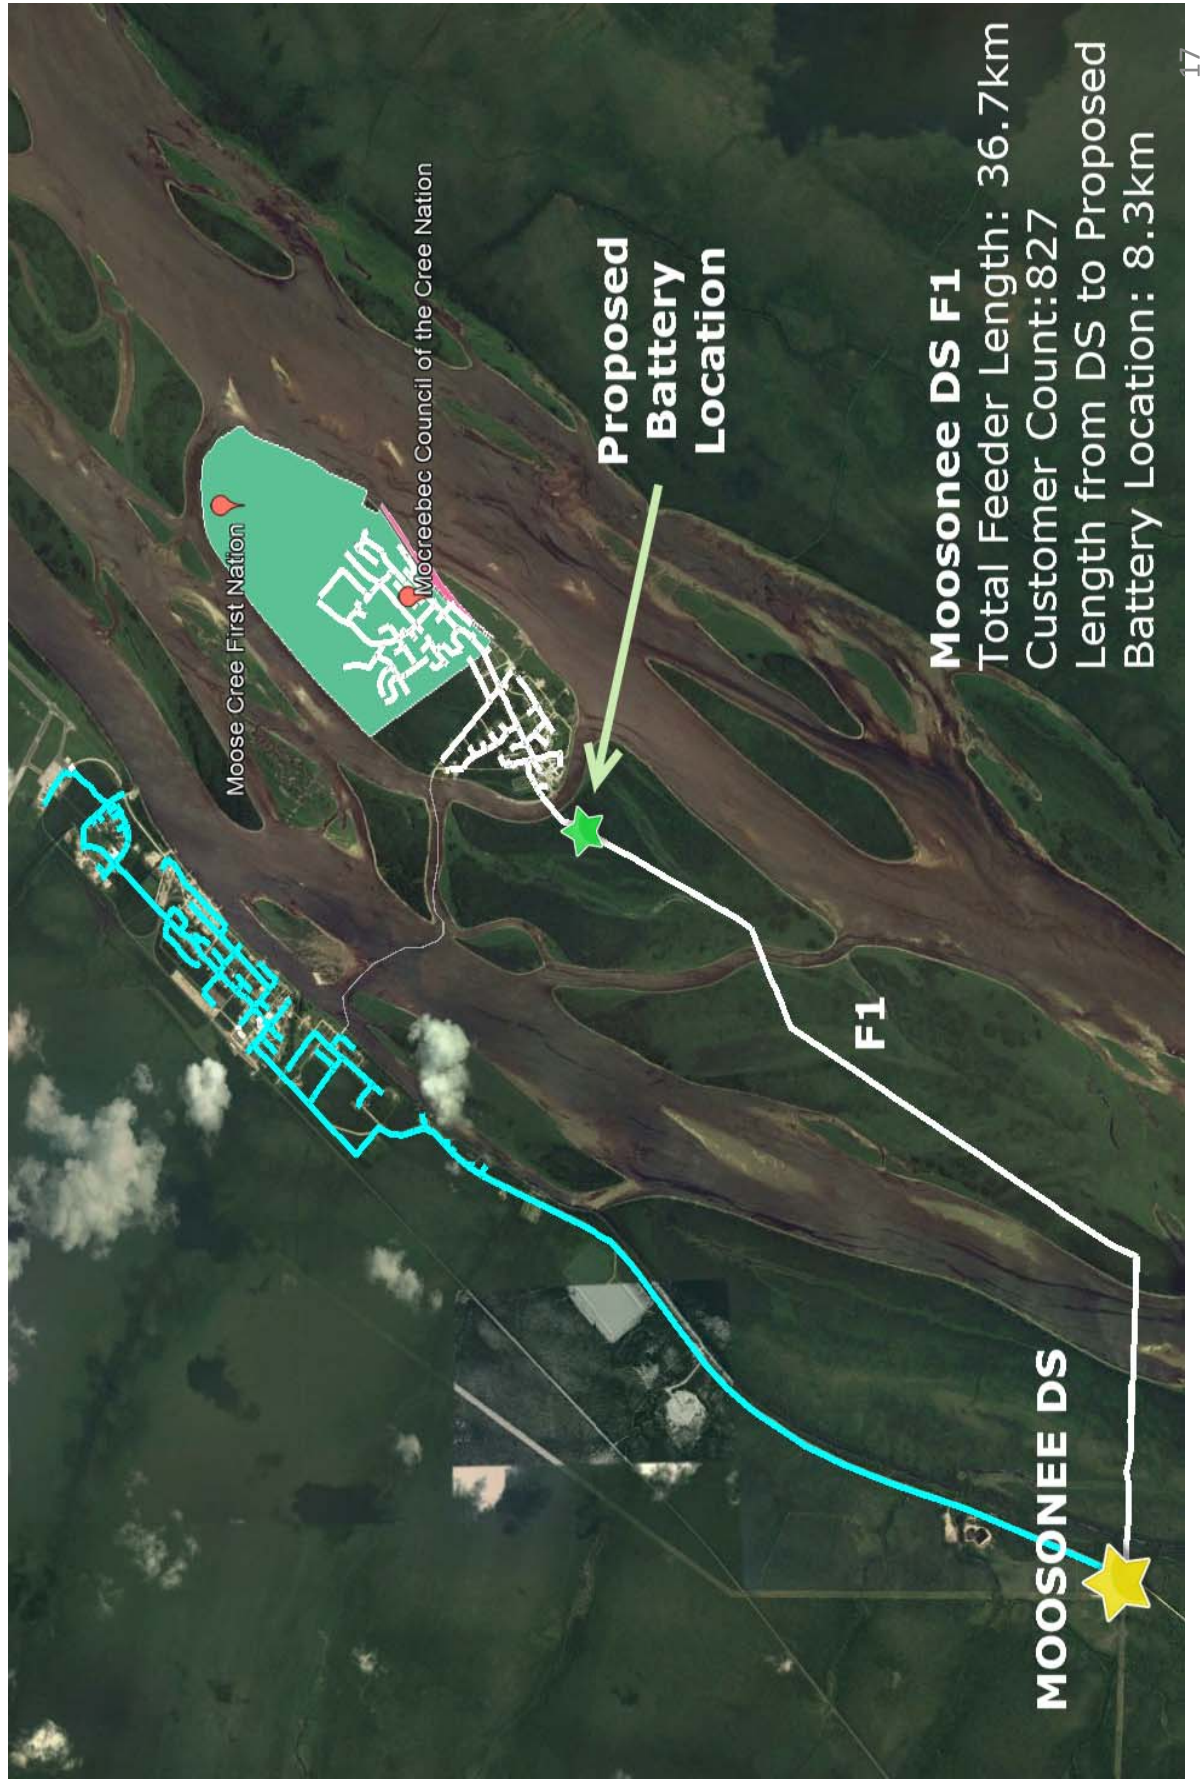 Moose Cree First Nation
Mocreebec Council of the Cree Nation
Proposed
Battery
Location
F1
MOOSONEE DS
Moosonee DS F1
Total Feeder Length: 36.7km
Customer Count:827
Length from DS to Proposed
Battery Location: 8.3km
17